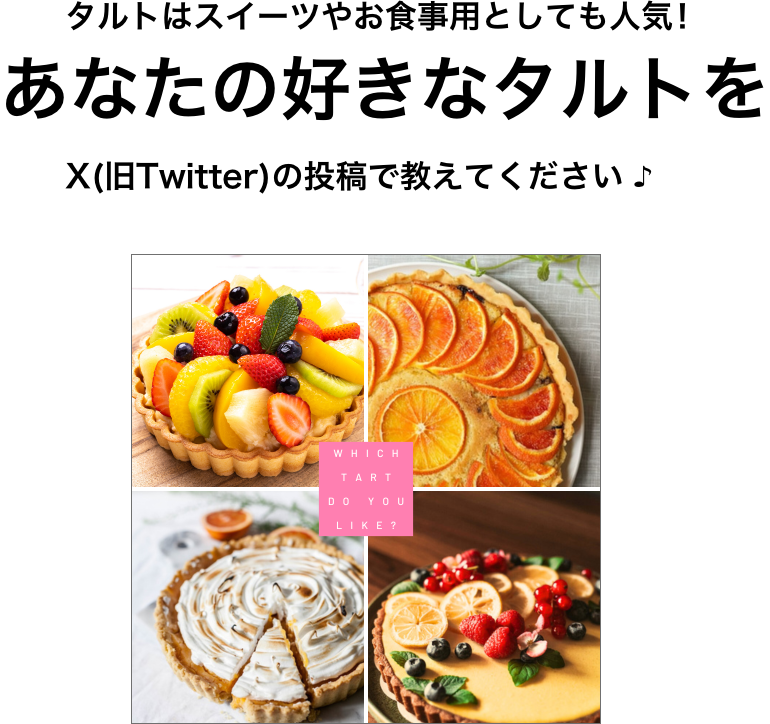 タルトはスイーツやお食事用としても人気！
あなたの好きなタルトを
X(旧Twitter)の投稿で教えてください♪
WHICH
TART
DO YOU
LIKE?